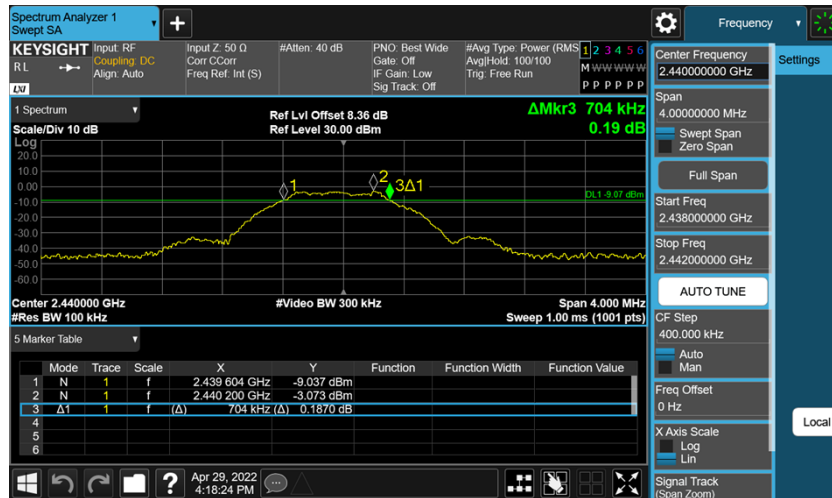 Spectrum Analyzer 1
Swept SA
+
Frequency
KEYSIGHT Input: RF Input Z: 50 Ω #Atten: 40 dB PNO: Best Wide #Avg Type: Power (RMS 1 2 3 4 5 6
RL Coupling: DC Corr CCorr Gate: Off Avg|Hold: 100/100 M W W W W W
Align: Auto Freq Ref: Int (S) IF Gain: Low Trig: Free Run
Sig Track: Off P P P P P P
LXI
1 Spectrum
Ref Lvl Offset 8.36 dB ΔMkr3 704 kHz
Scale/Div 10 dB Ref Level 30.00 dBm 0.19 dB
Log
20.0
10.0
0.00
-10.0
-20.0
-30.0
-40.0
-50.0
-60.0
1
2
3Δ1
DL1 -9.07 dBm
Center 2.440000 GHz #Video BW 300 kHz Span 4.000 MHz
#Res BW 100 kHz Sweep 1.00 ms (1001 pts)
5 Marker Table
Mode Trace Scale X Y Function Function Width Function Value
1 N 1 f 2.439 604 GHz -9.037 dBm
2 N 1 f 2.440 200 GHz -3.073 dBm
3 Δ1 1 f (Δ) 704 kHz (Δ) 0.1870 dB
4
5
6
?
Apr 29, 2022
4:18:24 PM
Center Frequency
2.440000000 GHz
Span
4.00000000 MHz
Swept Span
Zero Span
Full Span
Start Freq
2.438000000 GHz
Stop Freq
2.442000000 GHz
AUTO TUNE
CF Step
400.000 kHz
Auto
Man
Freq Offset
0 Hz
X Axis Scale
Log
Lin
Signal Track
(Span Zoom)
Settings
Local